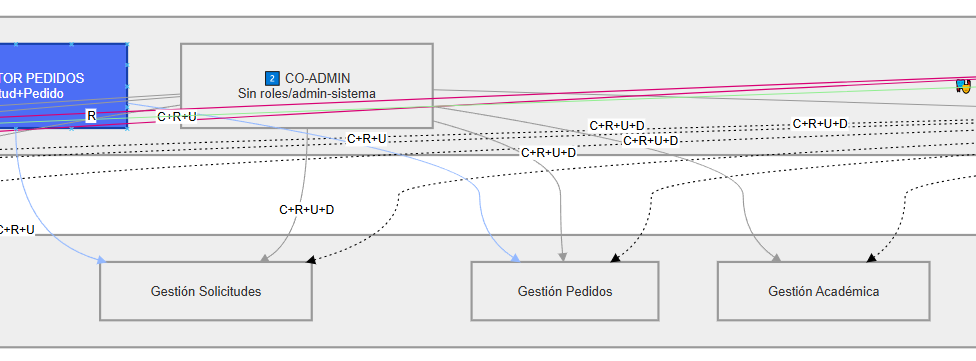 TOR PEDIDOS
tud+Pedido
2 CO-ADMIN
Sin roles/admin-sistema
R
C+R+U
C+R+U
C+R+U+D
C+R+U+D
C+R+U+D
C+R+U+D
C+R+U+D
C+R+U
Gestión Solicitudes
Gestión Pedidos
Gestión Académica